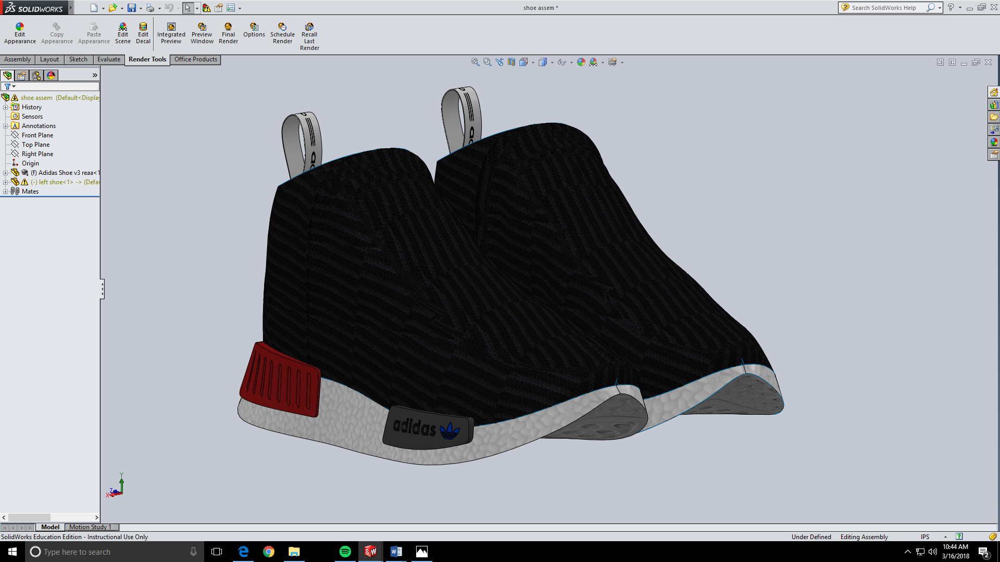 SOLIDWORKS
shoe assem *
Search SolidWorks Help
Edit Appearance
Copy Appearance
Paste Appearance
Edit Scene
Edit Decal
Integrated Preview
Preview Window
Final Render
Options
Schedule Render
Recall Last Render
Assembly
Layout
Sketch
Evaluate
Render Tools
Office Products
shoe assem (Default<Display
History
Sensors
Annotations
Front Plane
Top Plane
Right Plane
Origin
(f) Adidas Shoe v3 reaa<1
(-) left shoe<1> -> (Defau
Mates
adidas
Y
Z
X
Model
Motion Study 1
SolidWorks Education Edition - Instructional Use Only
Under Defined
Editing Assembly
IPS
Type here to search
10:44 AM
3/16/2018
2